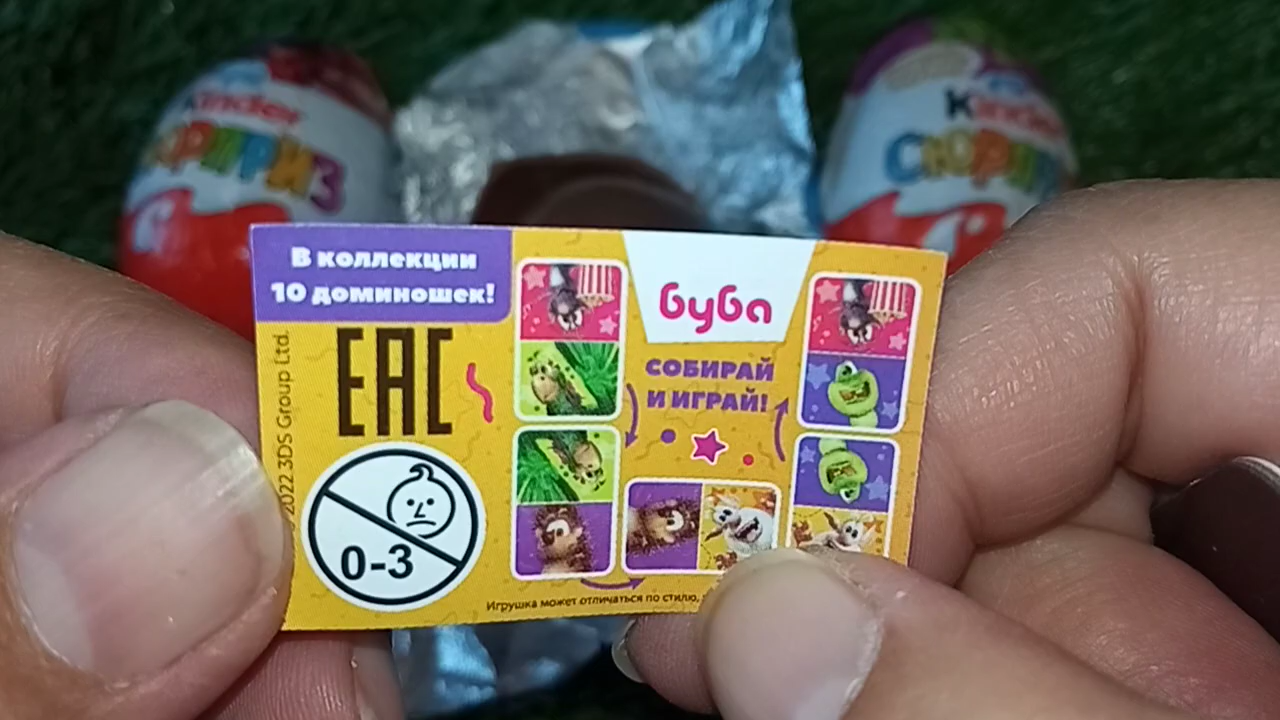 Kinder
СЮРПРИЗ
Kinder
В коллекции
10 доминошек!
буба
СОБИРАЙ
И ИГРАЙ!
EAC
2022 3DS Group Ltd.
0-3
Игрушка может отличаться по стилю,